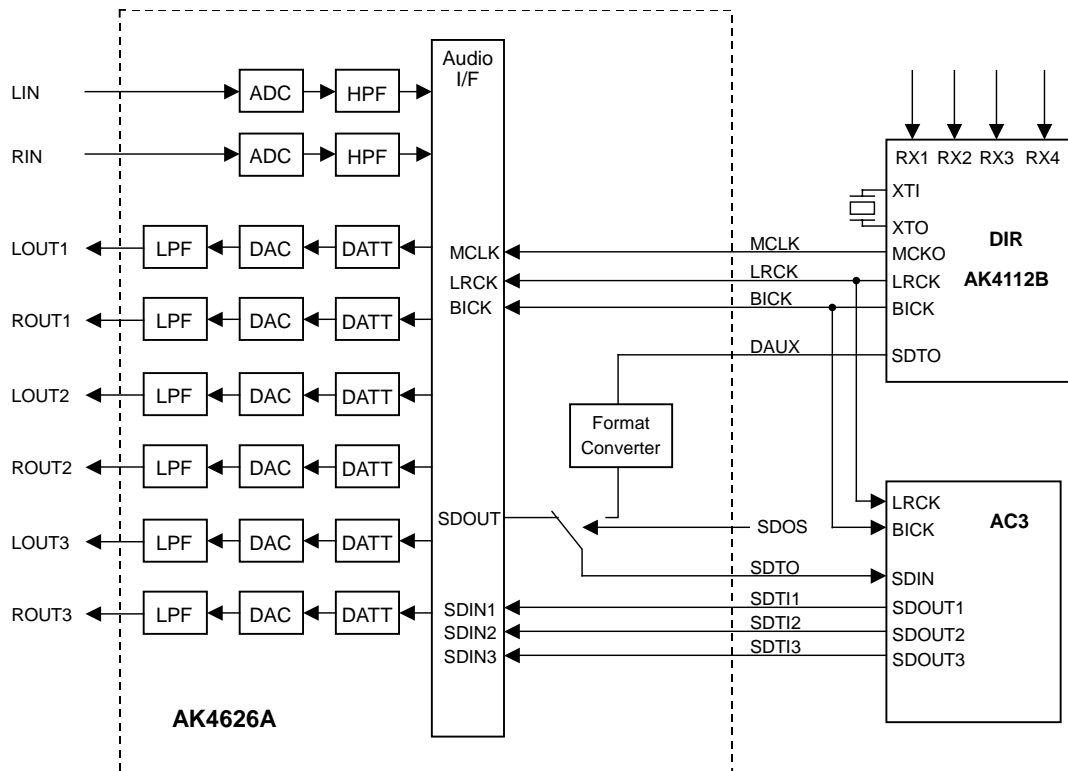 Audio
I/F
LIN
ADC
HPF
RIN
ADC
HPF
LOUT1
LPF
DAC
DATT
ROUT1
LPF
DAC
DATT
LOUT2
LPF
DAC
DATT
ROUT2
LPF
DAC
DATT
LOUT3
LPF
DAC
DATT
ROUT3
LPF
DAC
DATT
MCLK
LRCK
BICK
SDOUT
SDIN1
SDIN2
SDIN3
AK4626A
Format
Converter
MCLK
LRCK
BICK
DAUX
SDOS
SDTO
SDTI1
SDTI2
SDTI3
RX1 RX2 RX3 RX4
XTI
XTO
MCKO
LRCK
BICK
SDTO
DIR
AK4112B
LRCK
BICK
AC3
SDIN
SDOUT1
SDOUT2
SDOUT3